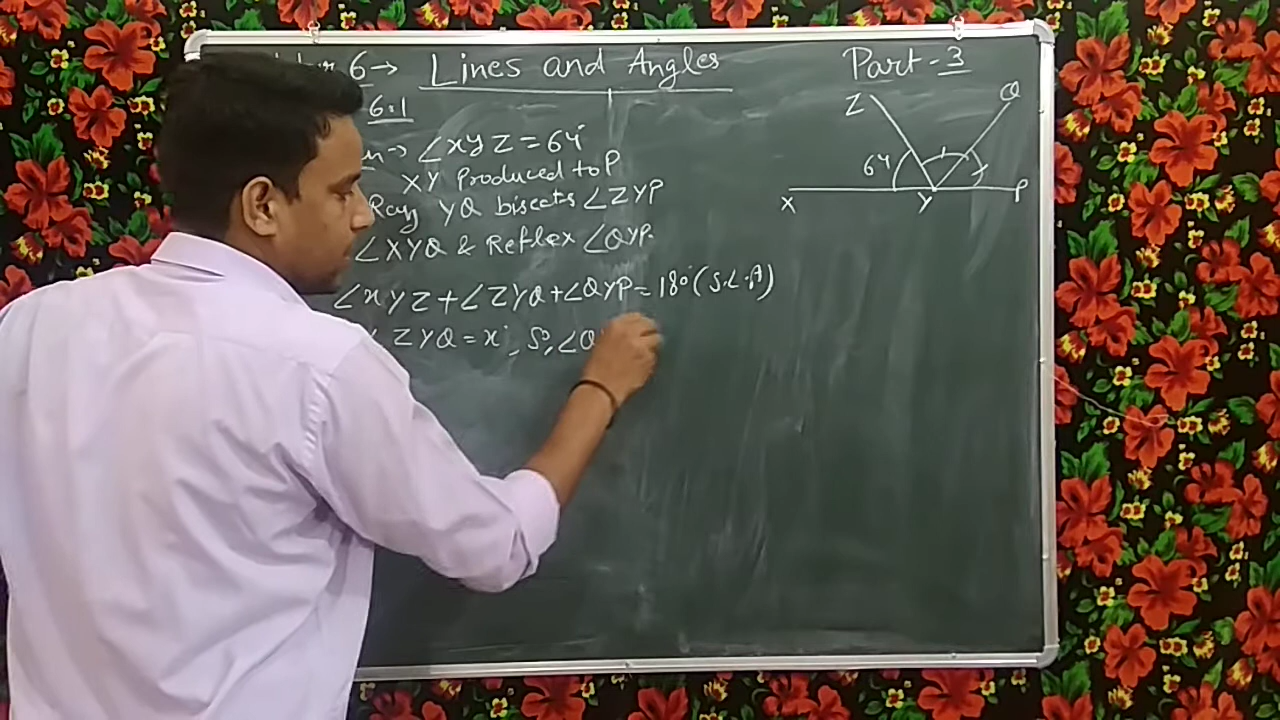 6 → Lines and Angles
Part - 3
6.1
∠XYZ = 64°
XY Produced to P
Ray YQ bisects ∠ZYP
∠XYQ & Reflex ∠QYP.
∠XYZ + ∠ZYQ + ∠QYP = 180° (S.L.A)
ZYQ = x°, So, ∠Q
Z
Q
64
X
Y
P